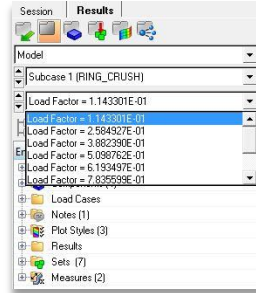 Session Results
Model
Subcase 1 (RING_CRUSH)
Load Factor = 1.143301E-01
Load Factor = 1.143301E-01
Load Factor = 2.584927E-01
Load Factor = 3.882390E-01
Load Factor = 5.098762E-01
Load Factor = 6.193497E-01
Load Factor = 7.835599E-01
Load Cases
Notes (1)
Plot Styles (3)
Results
Sets (7)
Measures (2)